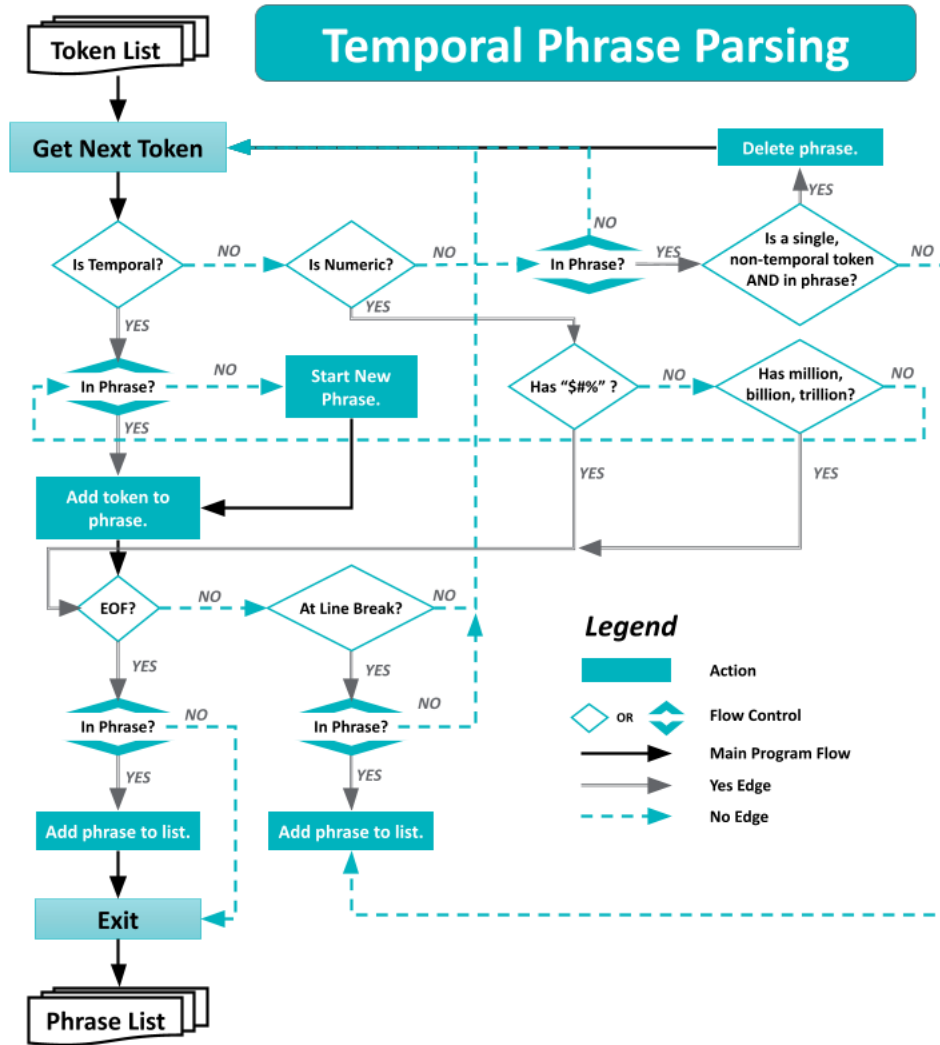 Token List
Temporal Phrase Parsing
Get Next Token
Delete phrase.
YES
NO
Is Temporal?
NO
Is Numeric?
NO
In Phrase?
YES
Is a single,
non-temporal token
AND in phrase?
NO
YES
YES
In Phrase?
NO
Start New
Phrase.
Has "$#%" ?
NO
Has million,
billion, trillion?
NO
YES
YES
YES
Add token to
phrase.
EOF?
NO
At Line Break?
NO
YES
YES
In Phrase?
NO
In Phrase?
NO
YES
YES
Add phrase to list.
Add phrase to list.
Exit
Phrase List
Legend
Action
OR
Flow Control
Main Program Flow
Yes Edge
No Edge